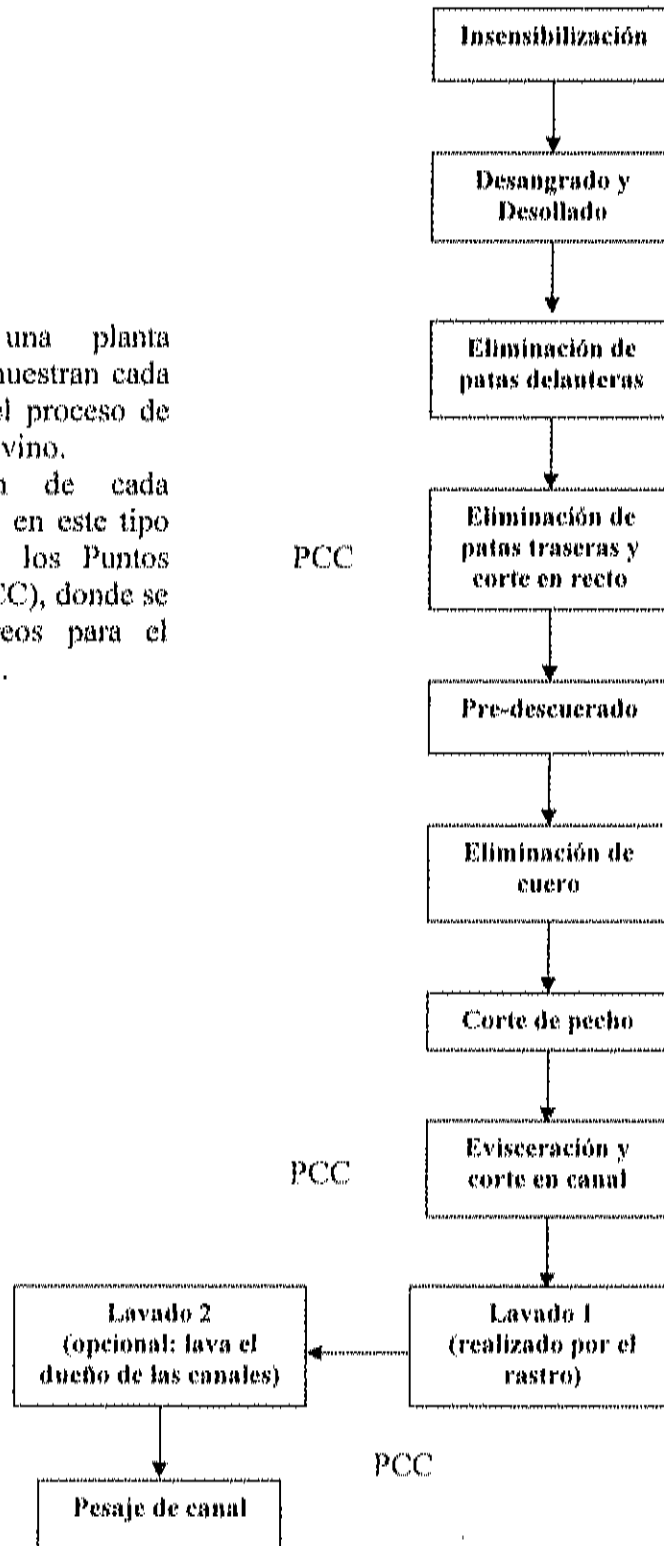 Insensibilización
Desangrado y
Desollado
una planta
muestran cada
el proceso de
vino.
de cada
en este tipo
los Puntos
CC), donde se
eos para el
.
Eliminación de
patas delanteras
PCC
Eliminación de
patas traseras y
corte en recto
Pre-descuerado
Eliminación de
cuero
Corte de pecho
PCC
Evisceración y
corte en canal
Lavado 1
(realizado por el
rastro)
Lavado 2
(opcional: lava el
dueño de las canales)
PCC
Pesaje de canal